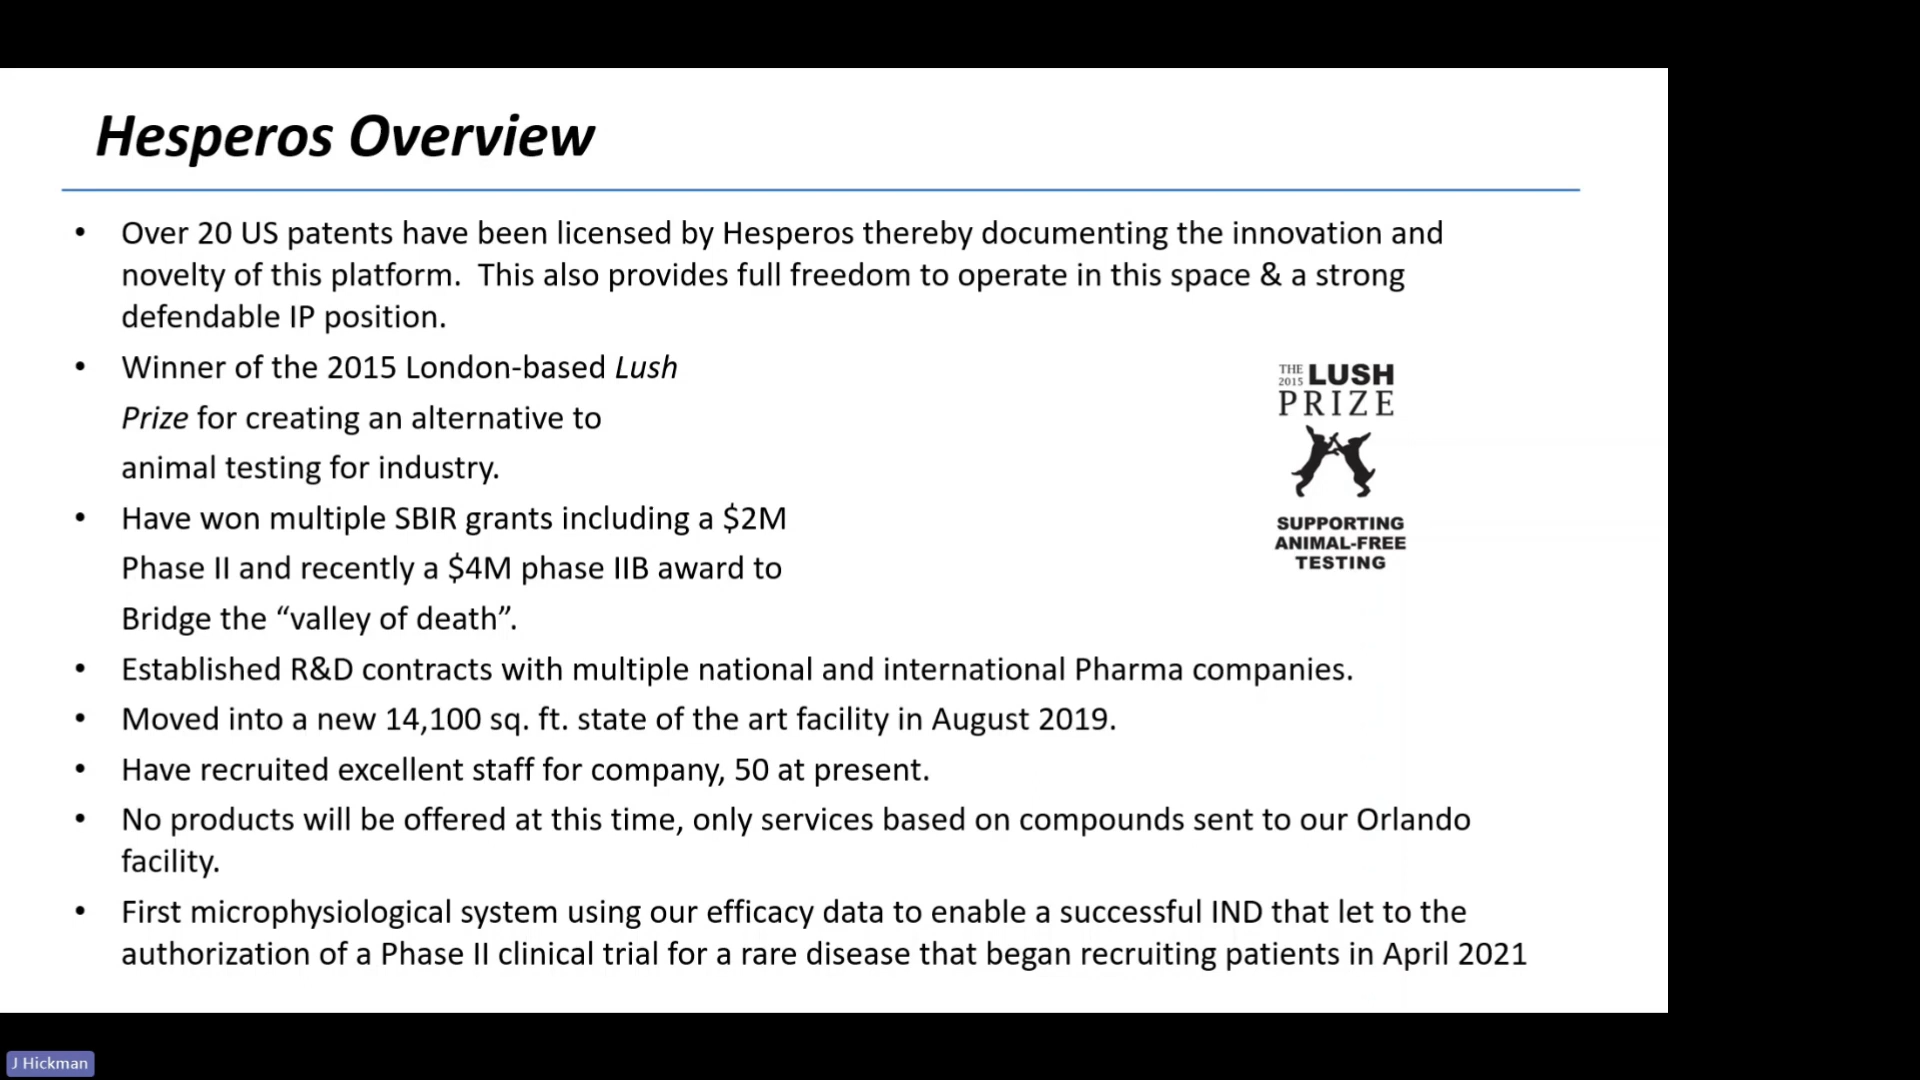 Hesperos Overview
• Over 20 US patents have been licensed by Hesperos thereby documenting the innovation and
novelty of this platform.  This also provides full freedom to operate in this space & a strong
defendable IP position.
• Winner of the 2015 London-based Lush
Prize for creating an alternative to
animal testing for industry.
• Have won multiple SBIR grants including a $2M
Phase II and recently a $4M phase IIB award to
Bridge the “valley of death”.
THE 2015 LUSH
PRIZE
SUPPORTING
ANIMAL-FREE
TESTING
• Established R&D contracts with multiple national and international Pharma companies.
• Moved into a new 14,100 sq. ft. state of the art facility in August 2019.
• Have recruited excellent staff for company, 50 at present.
• No products will be offered at this time, only services based on compounds sent to our Orlando
facility.
• First microphysiological system using our efficacy data to enable a successful IND that let to the
authorization of a Phase II clinical trial for a rare disease that began recruiting patients in April 2021
J Hickman